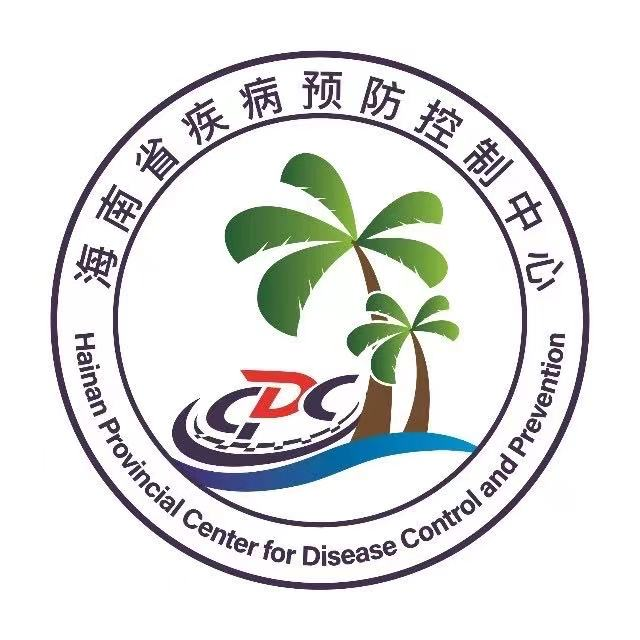 海南省疾病预防控制中心
CDC
Hainan Provincial Center for Disease Control and Prevention